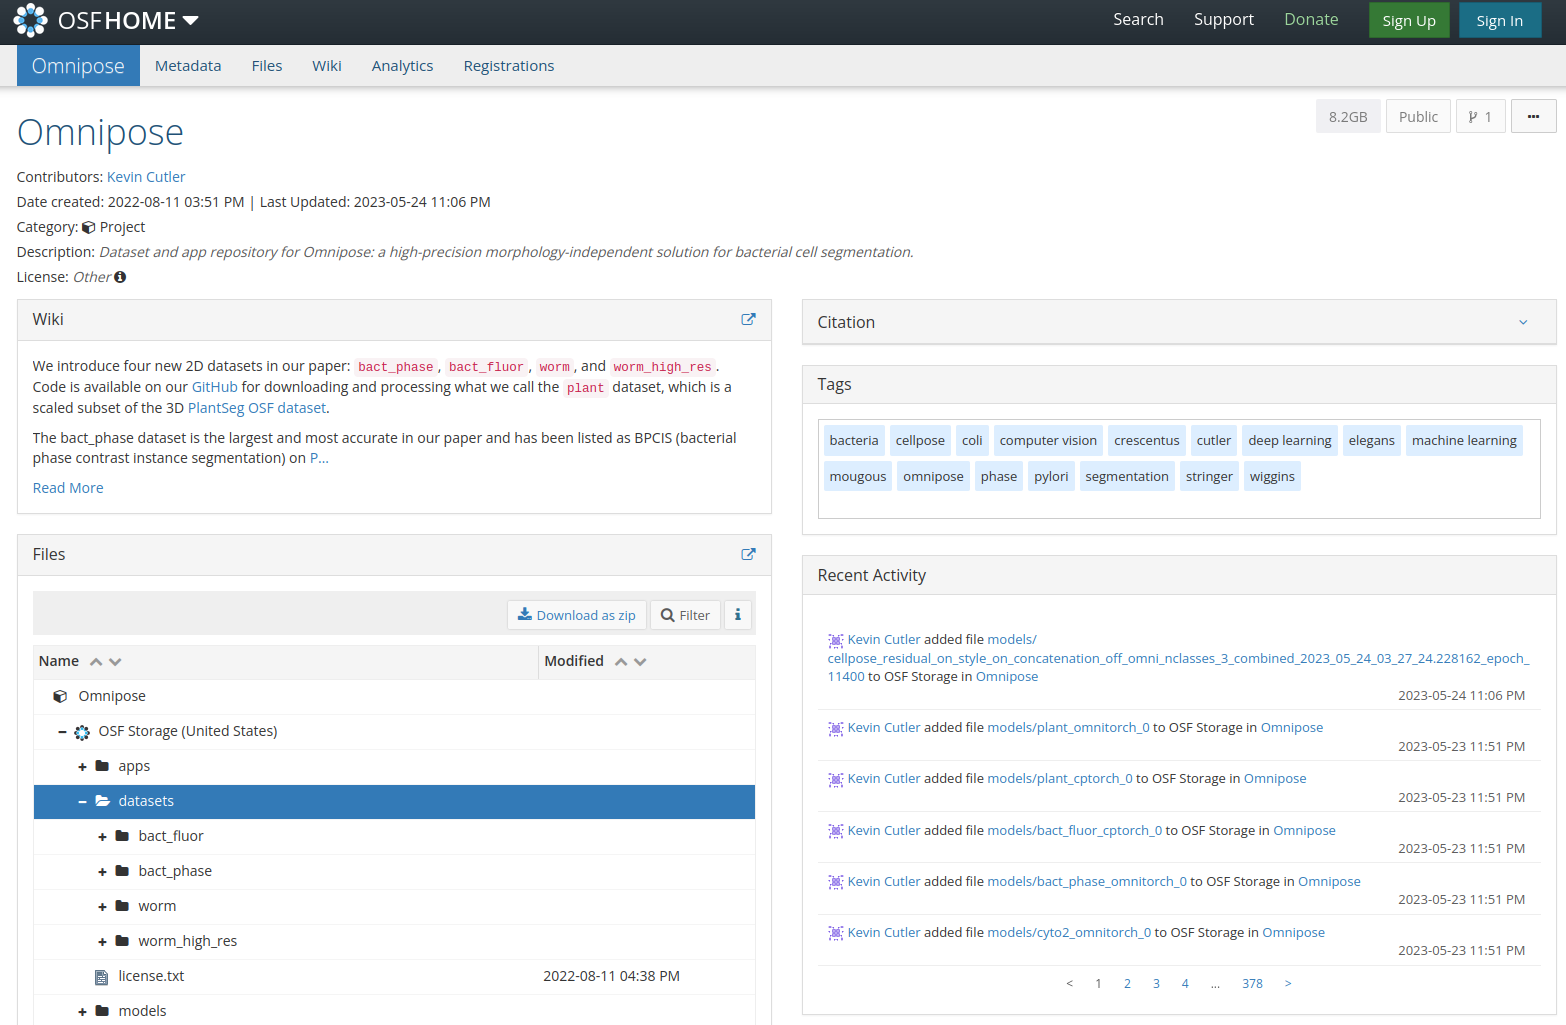 OSFHOME
Search Support Donate Sign Up Sign In
Omnipose Metadata Files Wiki Analytics Registrations
Omnipose
8.2GB Public 1 ...
Contributors: Kevin Cutler
Date created: 2022-08-11 03:51 PM | Last Updated: 2023-05-24 11:06 PM
Category: Project
Description: Dataset and app repository for Omnipose: a high-precision morphology-independent solution for bacterial cell segmentation.
License: Other
Wiki
We introduce four new 2D datasets in our paper: bact_phase, bact_fluor, worm, and worm_high_res.
Code is available on our GitHub for downloading and processing what we call the plant dataset, which is a
scaled subset of the 3D PlantSeg OSF dataset.
The bact_phase dataset is the largest and most accurate in our paper and has been listed as BPCIS (bacterial
phase contrast instance segmentation) on P...
Read More
Files
Download as zip Filter i
Name Modified
Omnipose
− OSF Storage (United States)
+ apps
− datasets
+ bact_fluor
+ bact_phase
+ worm
+ worm_high_res
license.txt 2022-08-11 04:38 PM
+ models
Citation
Tags
bacteria cellpose coli computer vision crescentus cutler deep learning elegans machine learning
mougous omnipose phase pylori segmentation stringer wiggins
Recent Activity
Kevin Cutler added file models/
cellpose_residual_on_style_on_concatenation_off_omni_nclasses_3_combined_2023_05_24_03_27_24.228162_epoch_
11400 to OSF Storage in Omnipose
2023-05-24 11:06 PM
Kevin Cutler added file models/plant_omnitorch_0 to OSF Storage in Omnipose
2023-05-23 11:51 PM
Kevin Cutler added file models/plant_cptorch_0 to OSF Storage in Omnipose
2023-05-23 11:51 PM
Kevin Cutler added file models/bact_fluor_cptorch_0 to OSF Storage in Omnipose
2023-05-23 11:51 PM
Kevin Cutler added file models/bact_phase_omnitorch_0 to OSF Storage in Omnipose
2023-05-23 11:51 PM
Kevin Cutler added file models/cyto2_omnitorch_0 to OSF Storage in Omnipose
2023-05-23 11:51 PM
< 1 2 3 4 ... 378 >